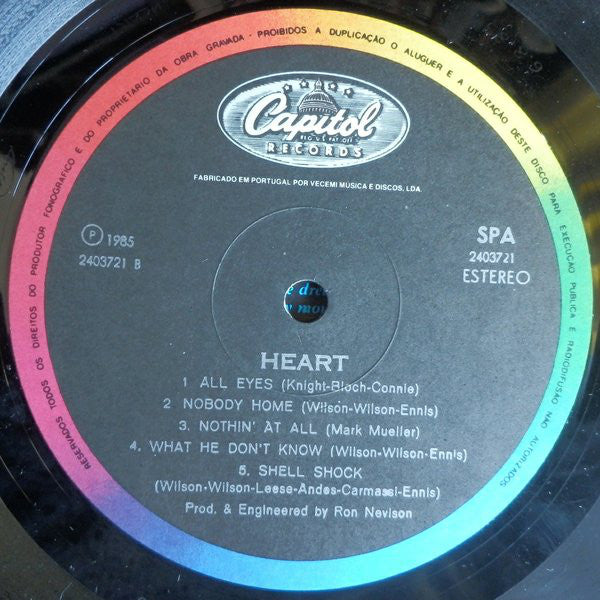 RESERVADOS TODOS OS DIREITOS DO PRODUTOR FONOGRAFICO E DO PROPRIETARIO DA OBRA GRAVADA - PROIBIDOS A DUPLICAÇÃO O ALUGUER E A UTILIZAÇÃO DESTE DISCO PARA EXECUÇÃO PUBLICA E RADIODIFUSÃO NÃO AUTORIZADOS
Capitol
REG. U.S. PAT. OFF.
RECORDS
FABRICADO EM PORTUGAL POR VECEMI MUSICA E DISCOS, LDA.
Ⓟ 1985
2403721 B
SPA
2403721
ESTEREO
HEART
1 ALL EYES (Knight-Bloch-Connie)
2 NOBODY HOME (Wilson-Wilson-Ennis)
3. NOTHIN' AT ALL (Mark Mueller)
4. WHAT HE DON'T KNOW (Wilson-Wilson-Ennis)
5. SHELL SHOCK
(Wilson-Wilson-Leese-Andes-Carmassi-Ennis)
Prod. & Engineered by Ron Nevison